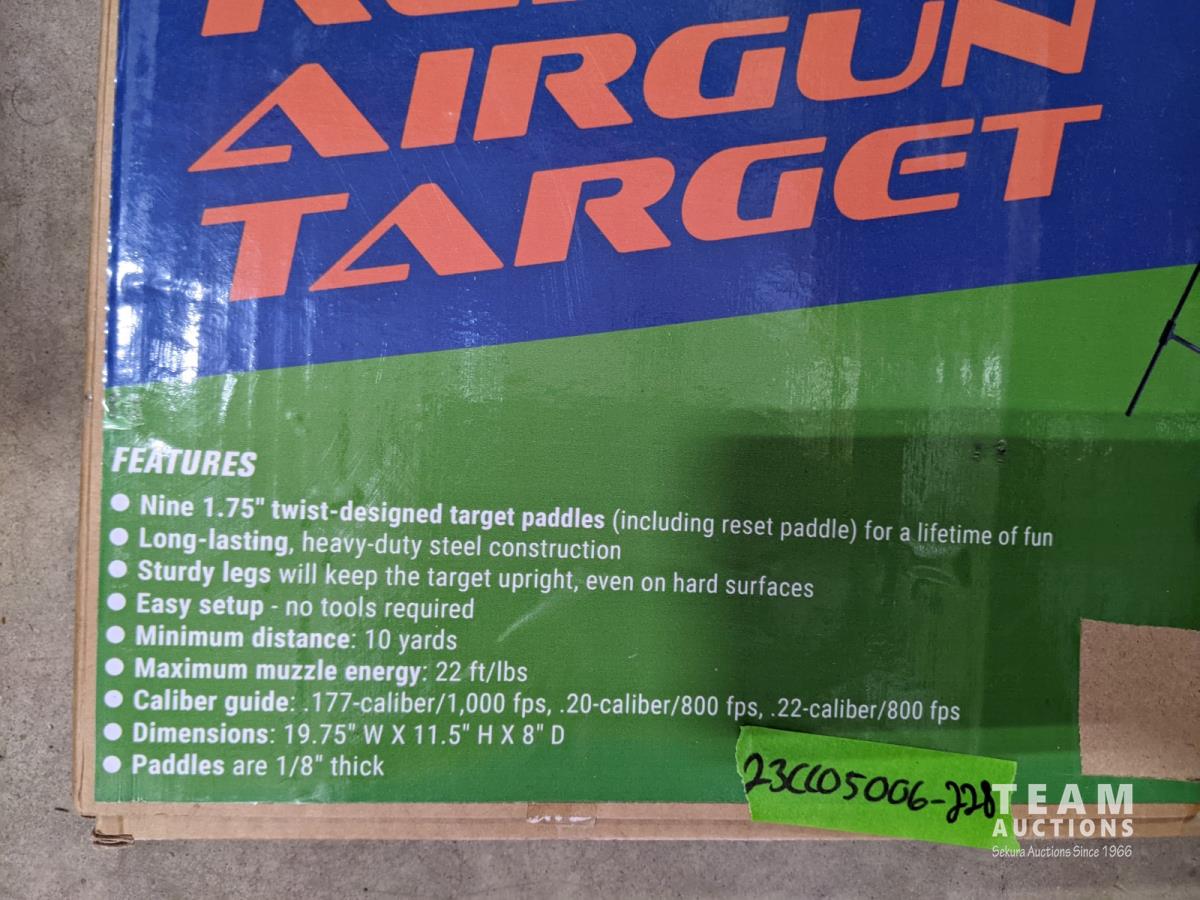 AIRGUN
TARGET
FEATURES
● Nine 1.75" twist-designed target paddles (including reset paddle) for a lifetime of fun
● Long-lasting, heavy-duty steel construction
● Sturdy legs will keep the target upright, even on hard surfaces
● Easy setup - no tools required
● Minimum distance: 10 yards
● Maximum muzzle energy: 22 ft/lbs
● Caliber guide: .177-caliber/1,000 fps, .20-caliber/800 fps, .22-caliber/800 fps
● Dimensions: 19.75" W X 11.5" H X 8" D
● Paddles are 1/8" thick
23CC05006-228
TEAM
AUCTIONS
Sekura Auctions Since 1966